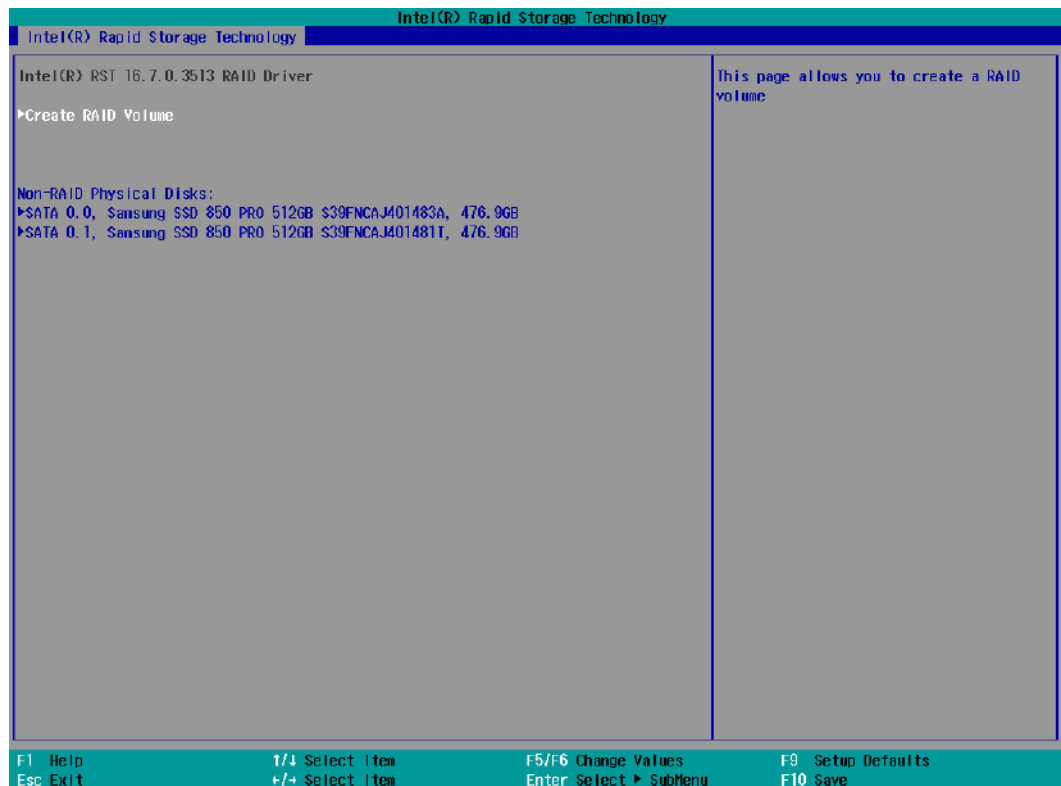 Intel(R) Rapid Storage Technology
Intel(R) Rapid Storage Technology
Intel(R) RST 16.7.0.3513 RAID Driver
▶Create RAID Volume
Non-RAID Physical Disks:
▶SATA 0.0, Samsung SSD 850 PRO 512GB S39FNCAJ401483A, 476.9GB
▶SATA 0.1, Samsung SSD 850 PRO 512GB S39FNCAJ401481T, 476.9GB
This page allows you to create a RAID
volume
F1 Help ↑/↓ Select Item F5/F6 Change Values F9 Setup Defaults
Esc Exit ←/→ Select Item Enter Select ▶ SubMenu F10 Save